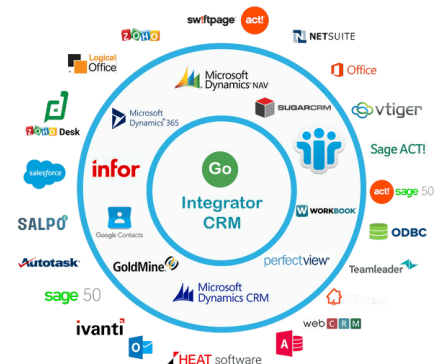 swiftpage act!
ZOHO
NETSUITE
Logical
Office
Microsoft
Dynamics NAV
Office
SUGARCRM
vtiger
Microsoft
Dynamics 365
ZOHO Desk
Sage ACT!
salesforce
infor
Go
Integrator
CRM
act! sage 50
SALPO
Google Contacts
WORKBOOK
ODBC
Autotask
GoldMine
perfectview
Teamleader
sage 50
Microsoft
Dynamics CRM
ivanti
web CRM
HEAT software